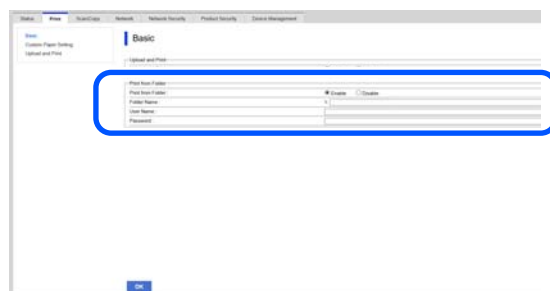 Status Print Scan/Copy Network Network Security Product Security Device Management
Basic
Custom Paper Setting
Upload and Print
Basic
Upload and Print
Print from Folder
Print from Folder Enable Disable
Folder Name
User Name
Password
OK